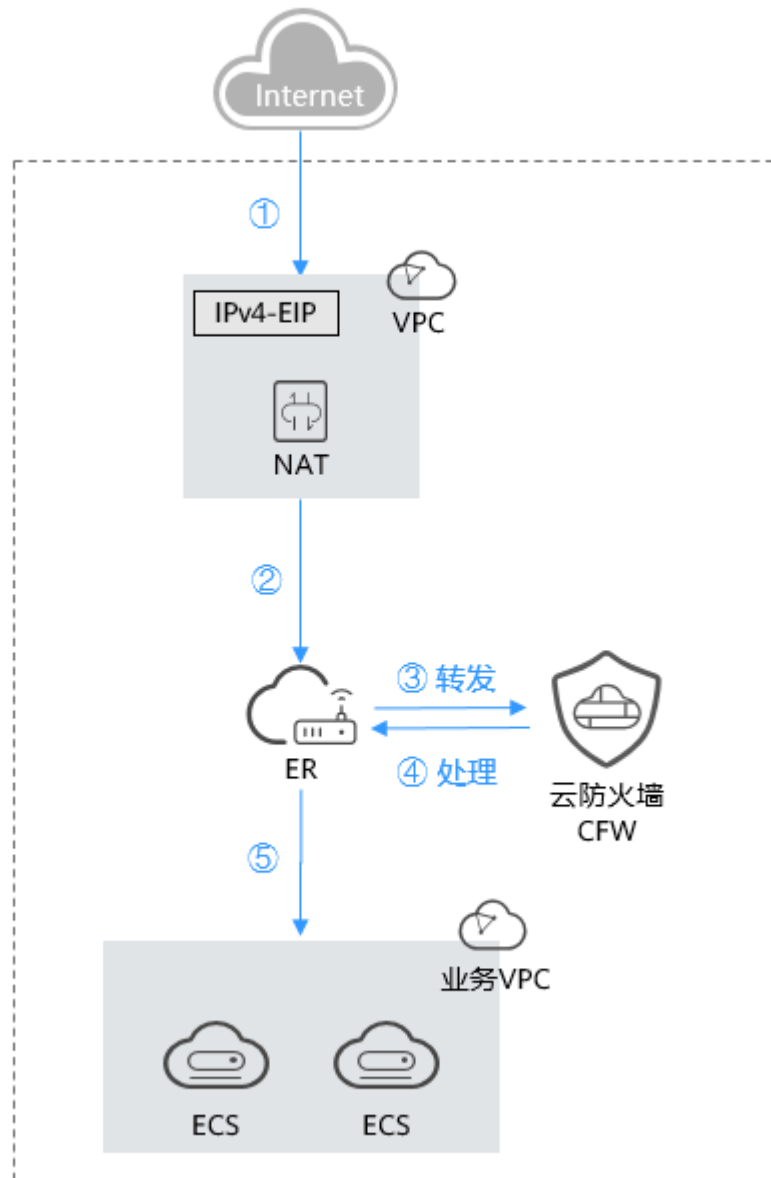 Internet
①
IPv4-EIP
VPC
NAT
②
③ 转发
④ 处理
ER
云防火墙
CFW
⑤
业务VPC
ECS
ECS